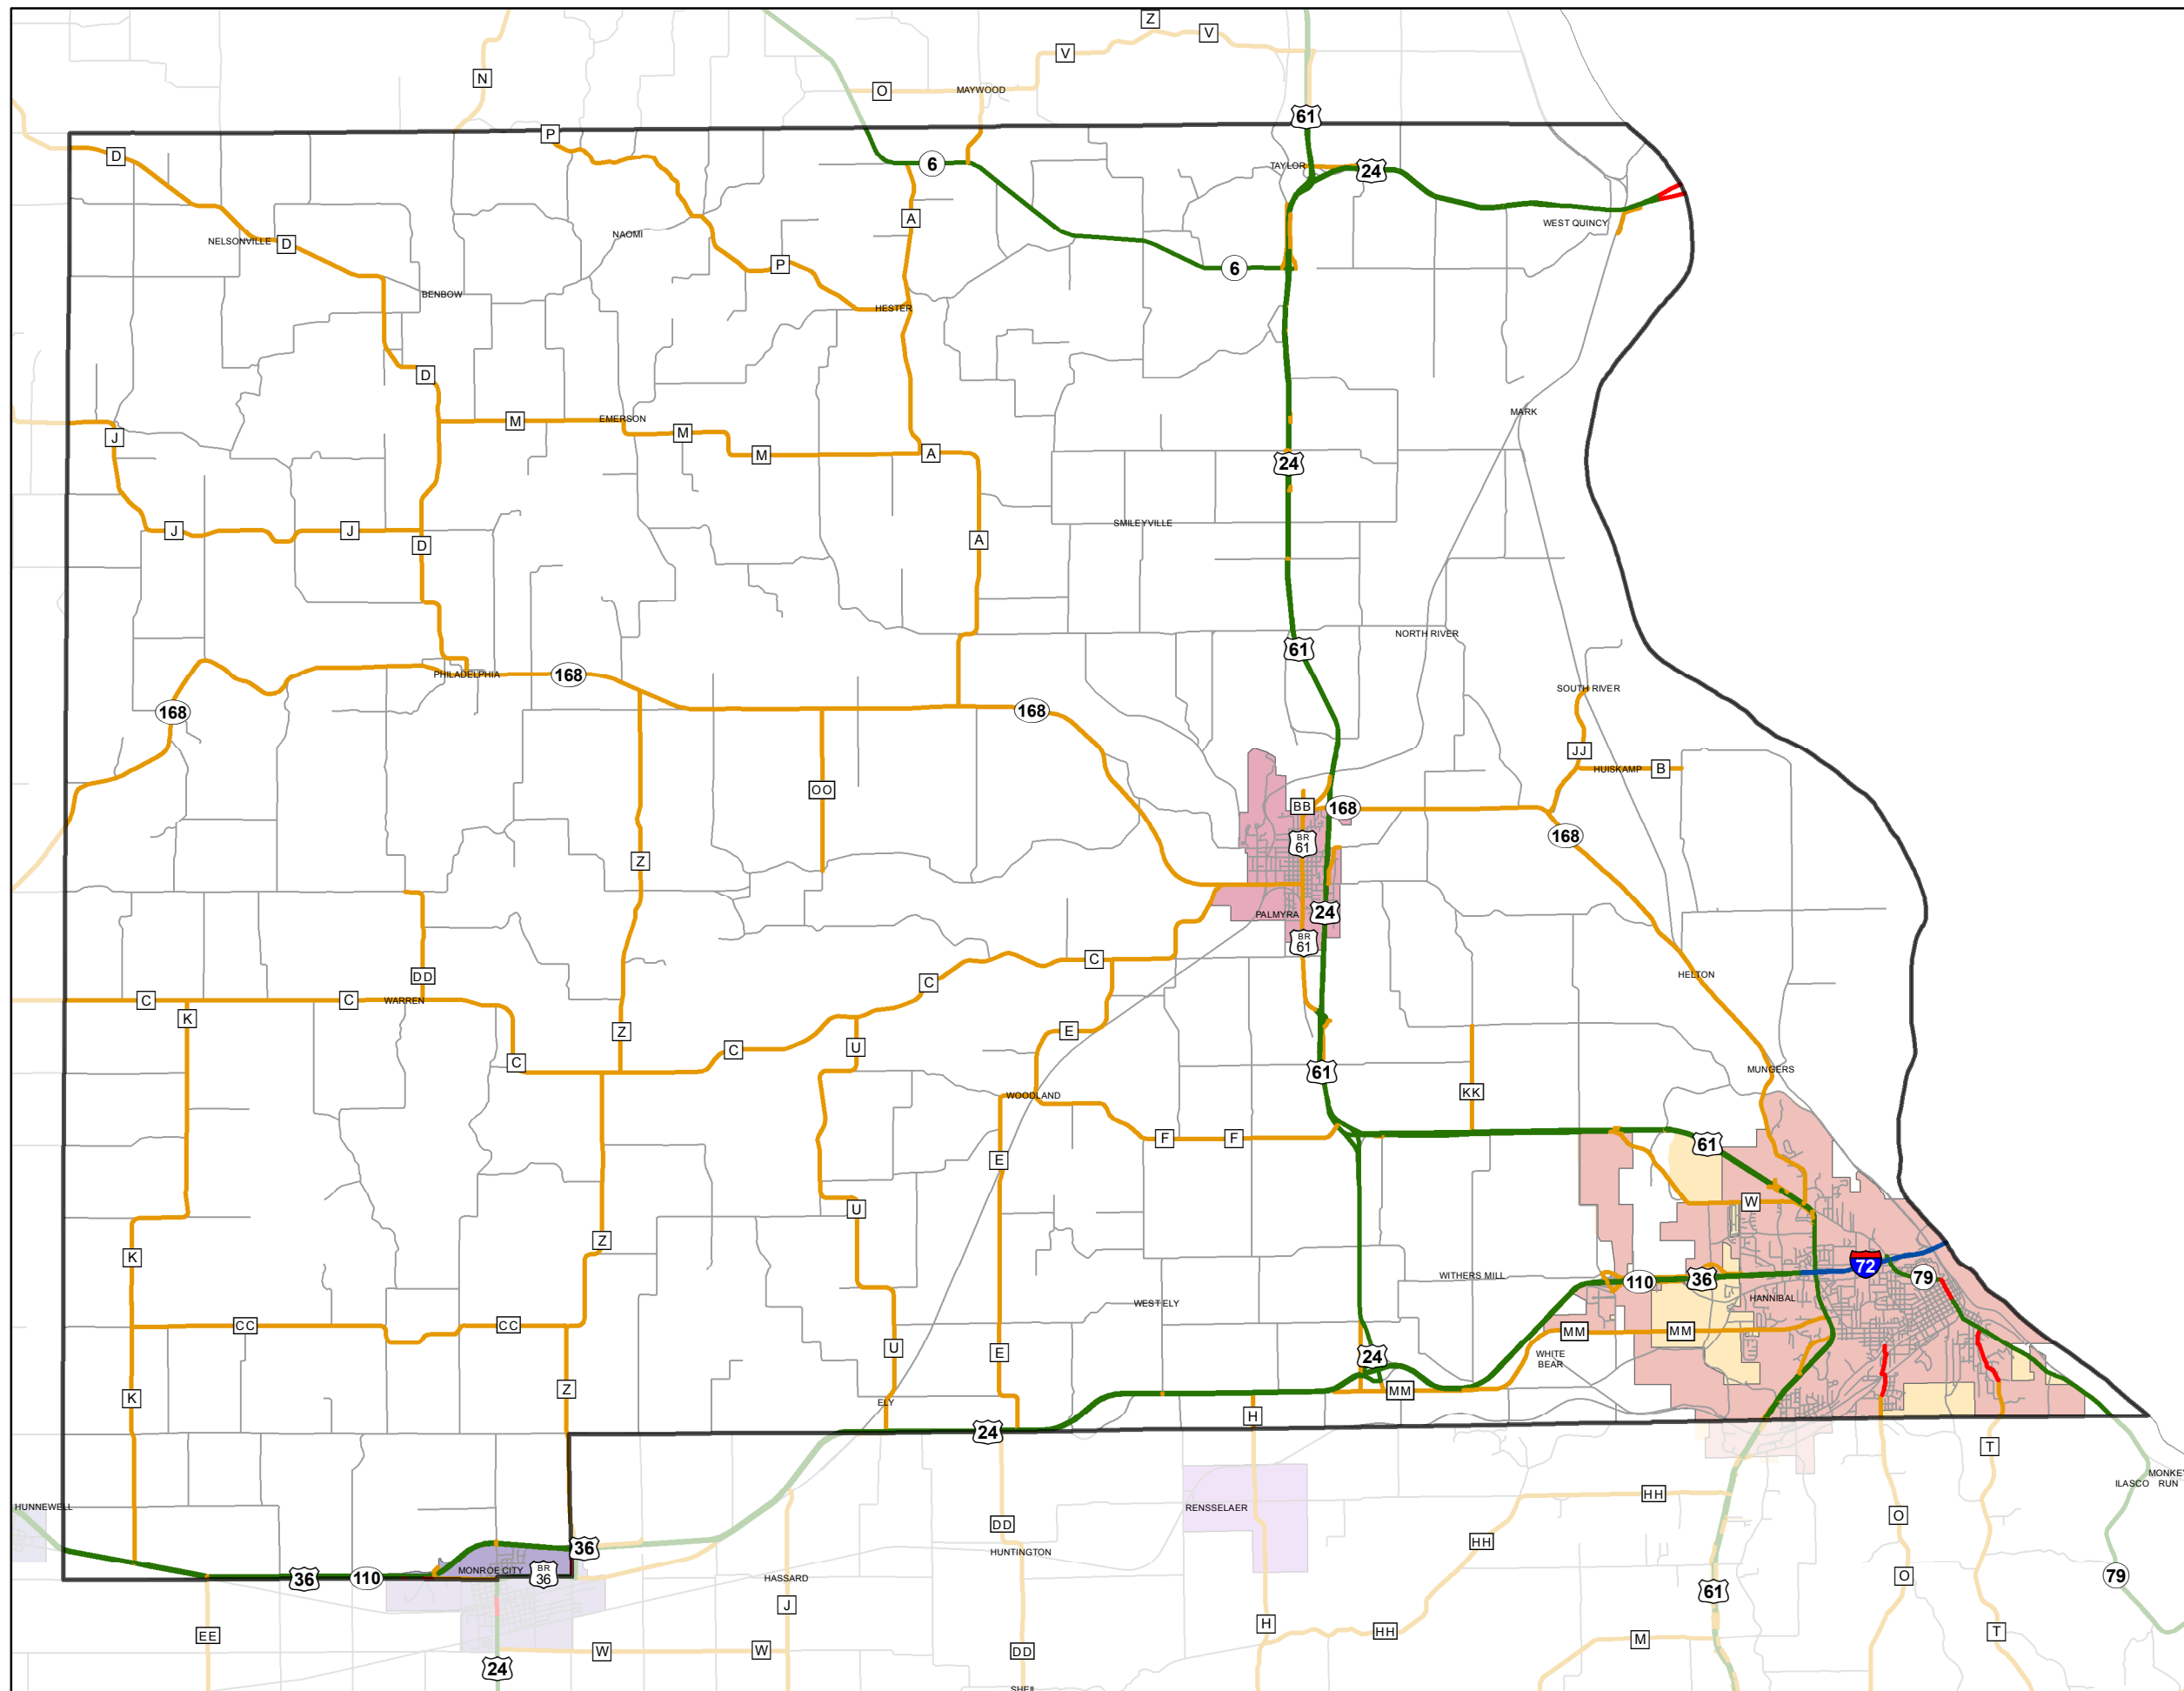 Z
V
V
N
O
MAYWOOD
61
P
D
6
TAYLOR
24
A
WEST QUINCY
NAOMI
NELSONVILLE
D
P
6
BENBOW
HESTER
D
MARK
M
EMERSON
M
J
M
A
24
SMILEYVILLE
J
J
D
A
NORTH RIVER
61
PHILADELPHIA
168
SOUTH RIVER
168
168
JJ
HUISKAMP
B
OO
BB
168
168
BR
61
Z
PALMYRA
24
BR
61
C
HELTON
DD
C
C
C
WARREN
K
Z
E
U
C
C
61
MUNGERS
KK
WOODLAND
F
F
61
E
W
U
Z
K
72
WITHERS MILL
110
36
79
HANNIBAL
WEST ELY
CC
CC
MM
MM
U
E
24
WHITE
BEAR
Z
MM
K
ELY
H
24
T
MONKEY
RUN
ILASCO
HH
HUNNEWELL
RENSSELAER
O
DD
HH
36
HUNTINGTON
MONROE CITY
BR
36
36
110
HASSARD
O
79
61
J
H
HH
T
EE
M
W
W
DD
24